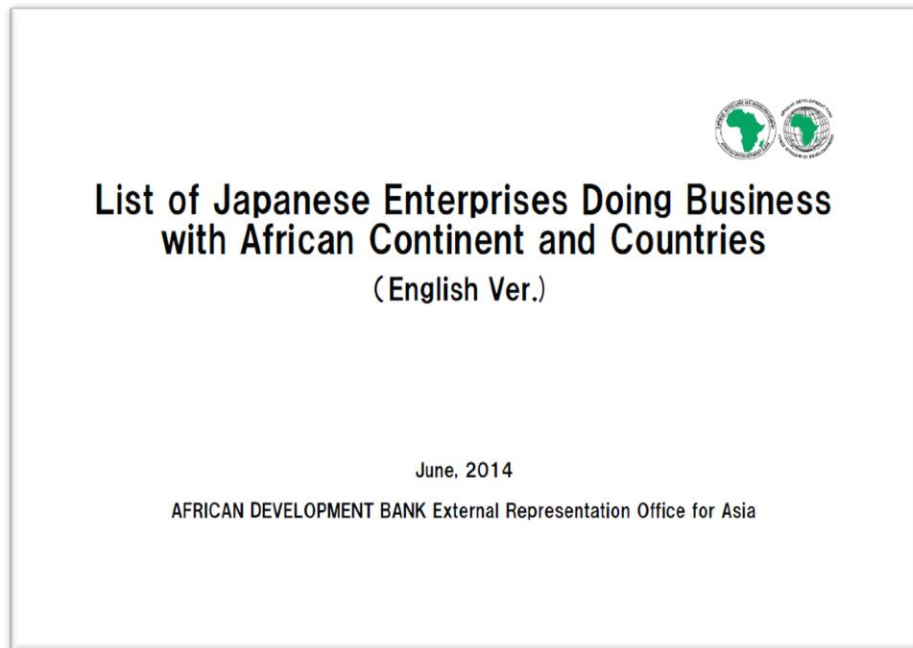 List of Japanese Enterprises Doing Business
with African Continent and Countries
(English Ver.)
June, 2014
AFRICAN DEVELOPMENT BANK External Representation Office for Asia